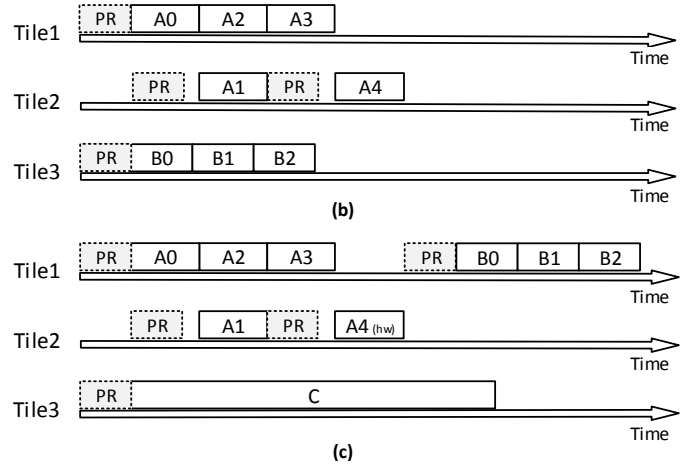 Tile1 PR A0 A2 A3
Time
Tile2 PR A1 PR A4
Time
Tile3 PR B0 B1 B2
Time
(b)
Tile1 PR A0 A2 A3 PR B0 B1 B2
Time
Tile2 PR A1 PR A4 (hw)
Time
Tile3 PR C
Time
(c)